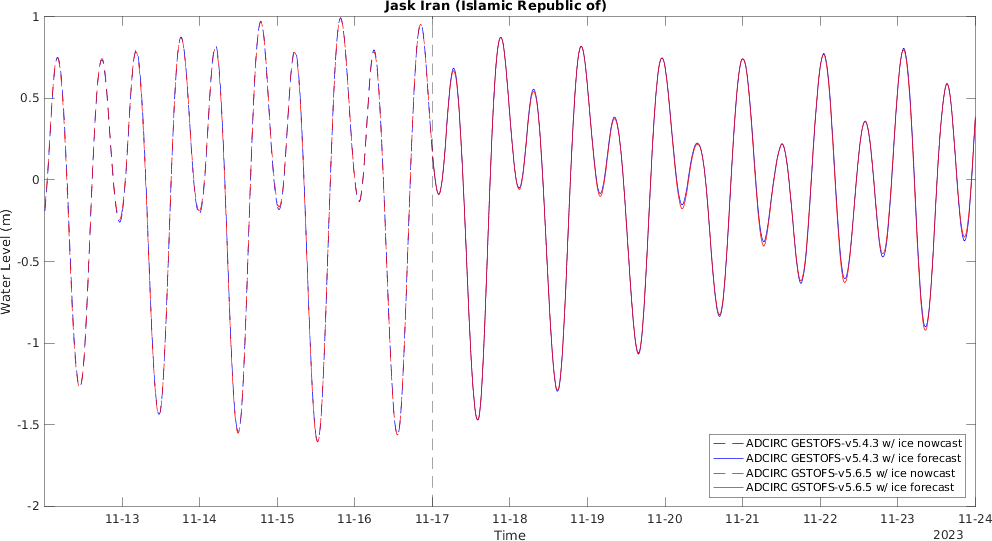 Jask Iran (Islamic Republic of)
Water Level (m)
1
0.5
0
-0.5
-1
-1.5
-2
11-13 11-14 11-15 11-16 11-17 11-18 11-19 11-20 11-21 11-22 11-23 11-24
Time
2023
ADCIRC GESTOFS-v5.4.3 w/ ice nowcast
ADCIRC GESTOFS-v5.4.3 w/ ice forecast
ADCIRC GSTOFS-v5.6.5 w/ ice nowcast
ADCIRC GSTOFS-v5.6.5 w/ ice forecast